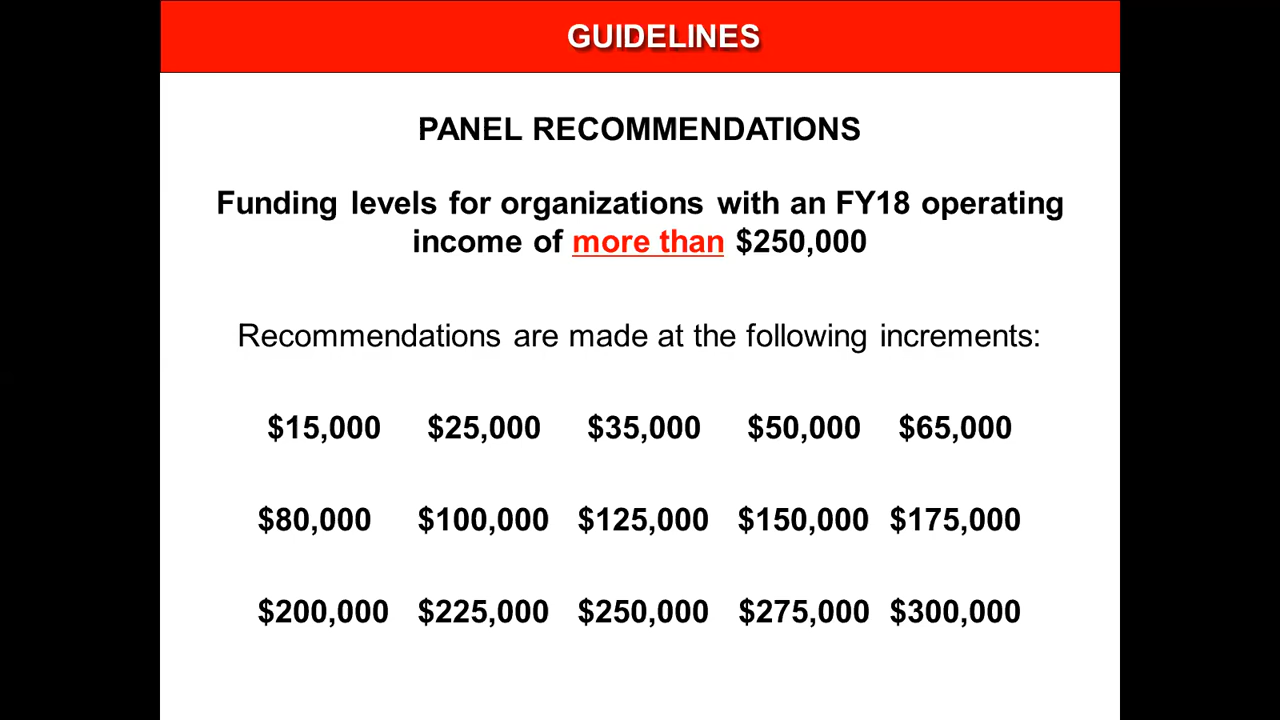 GUIDELINES
PANEL RECOMMENDATIONS
Funding levels for organizations with an FY18 operating
income of more than $250,000
Recommendations are made at the following increments:
$15,000 $25,000 $35,000 $50,000 $65,000
$80,000 $100,000 $125,000 $150,000 $175,000
$200,000 $225,000 $250,000 $275,000 $300,000